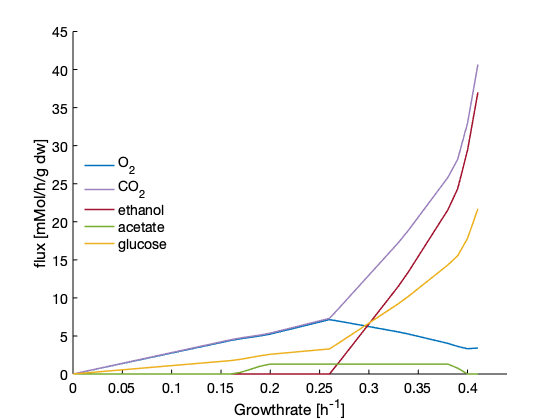 45
40
35
30
25
20
15
10
5
0
flux [mMol/h/g dw]
O₂
CO₂
ethanol
acetate
glucose
0 0.05 0.1 0.15 0.2 0.25 0.3 0.35 0.4
Growthrate [h⁻¹]